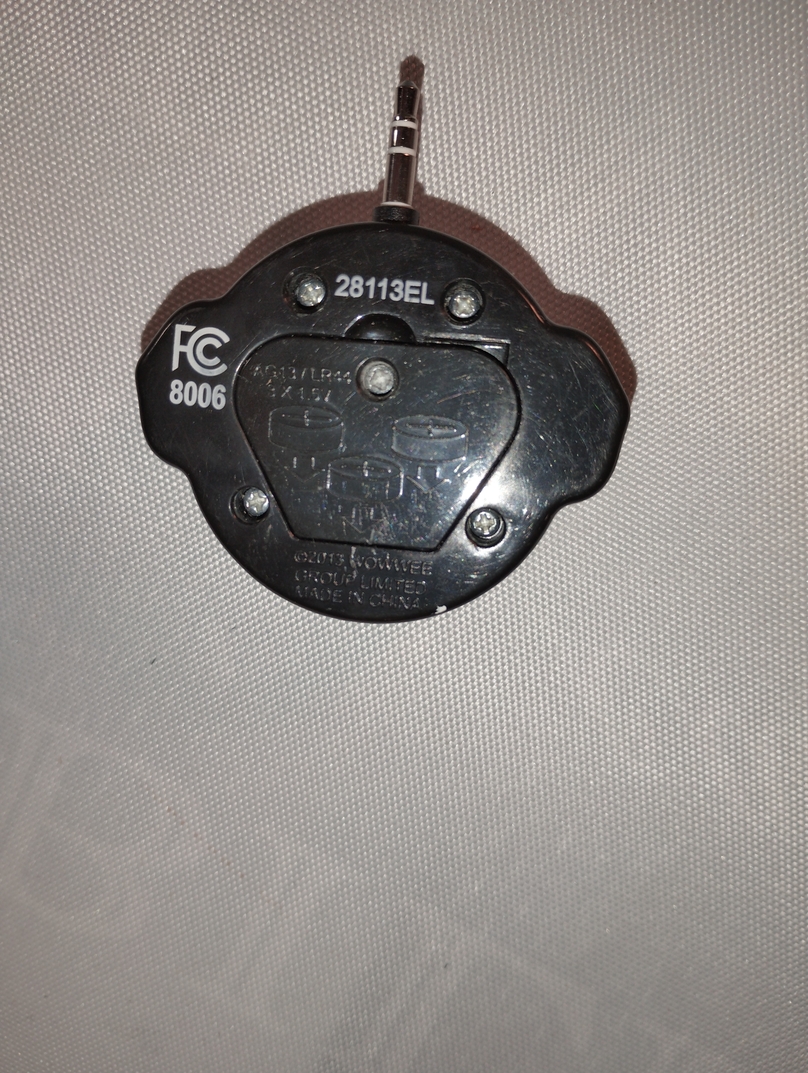 28113EL
FC
8006
AG13 / LR44
3 X 1.5V
©2013 WOWWEE
GROUP LIMITED
MADE IN CHINA